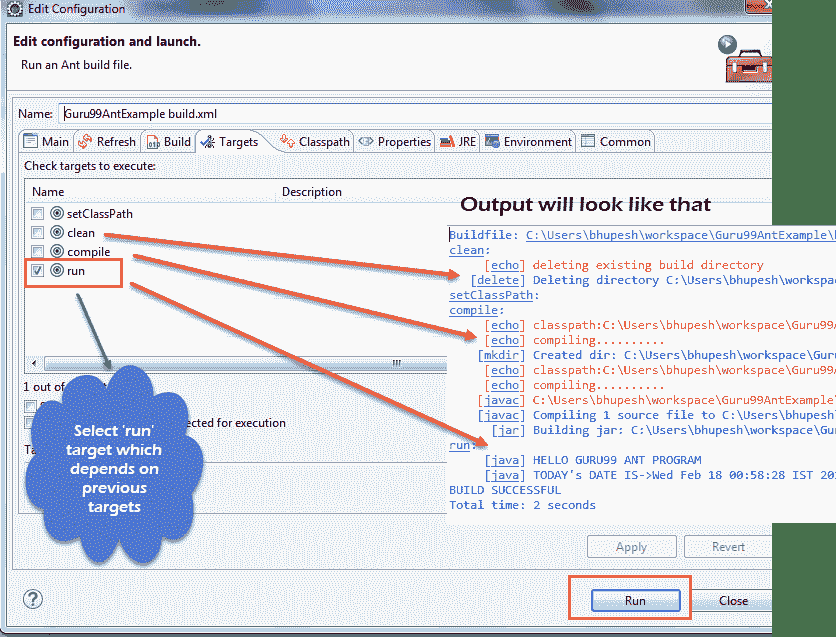 Edit Configuration
Edit configuration and launch.
Run an Ant build file.
Name: Guru99AntExample build.xml
Main Refresh Build Targets Classpath Properties JRE Environment Common
Check targets to execute:
Name Description
setClassPath
clean
compile
run
1 out of
ected for execution
Select 'run'
target which
depends on
previous
targets
Output will look like that
Buildfile: C:\Users\bhupesh\workspace\Guru99AntExample\
clean:
[echo] deleting existing build directory
[delete] Deleting directory C:\Users\bhupesh\workspa
setClassPath:
compile:
[echo] classpath:C:\Users\bhupesh\workspace\Guru99A
[echo] compiling..........
[mkdir] Created dir: C:\Users\bhupesh\workspace\Gur
[echo] classpath:C:\Users\bhupesh\workspace\Guru99A
[echo] compiling..........
[javac] C:\Users\bhupesh\workspace\Guru99AntExample
[javac] Compiling 1 source file to C:\Users\bhupesh
[jar] Building jar: C:\Users\bhupesh\workspace\Gu
run:
[java] HELLO GURU99 ANT PROGRAM
[java] TODAY's DATE IS->Wed Feb 18 00:58:28 IST 201
BUILD SUCCESSFUL
Total time: 2 seconds
Apply Revert
? Run Close